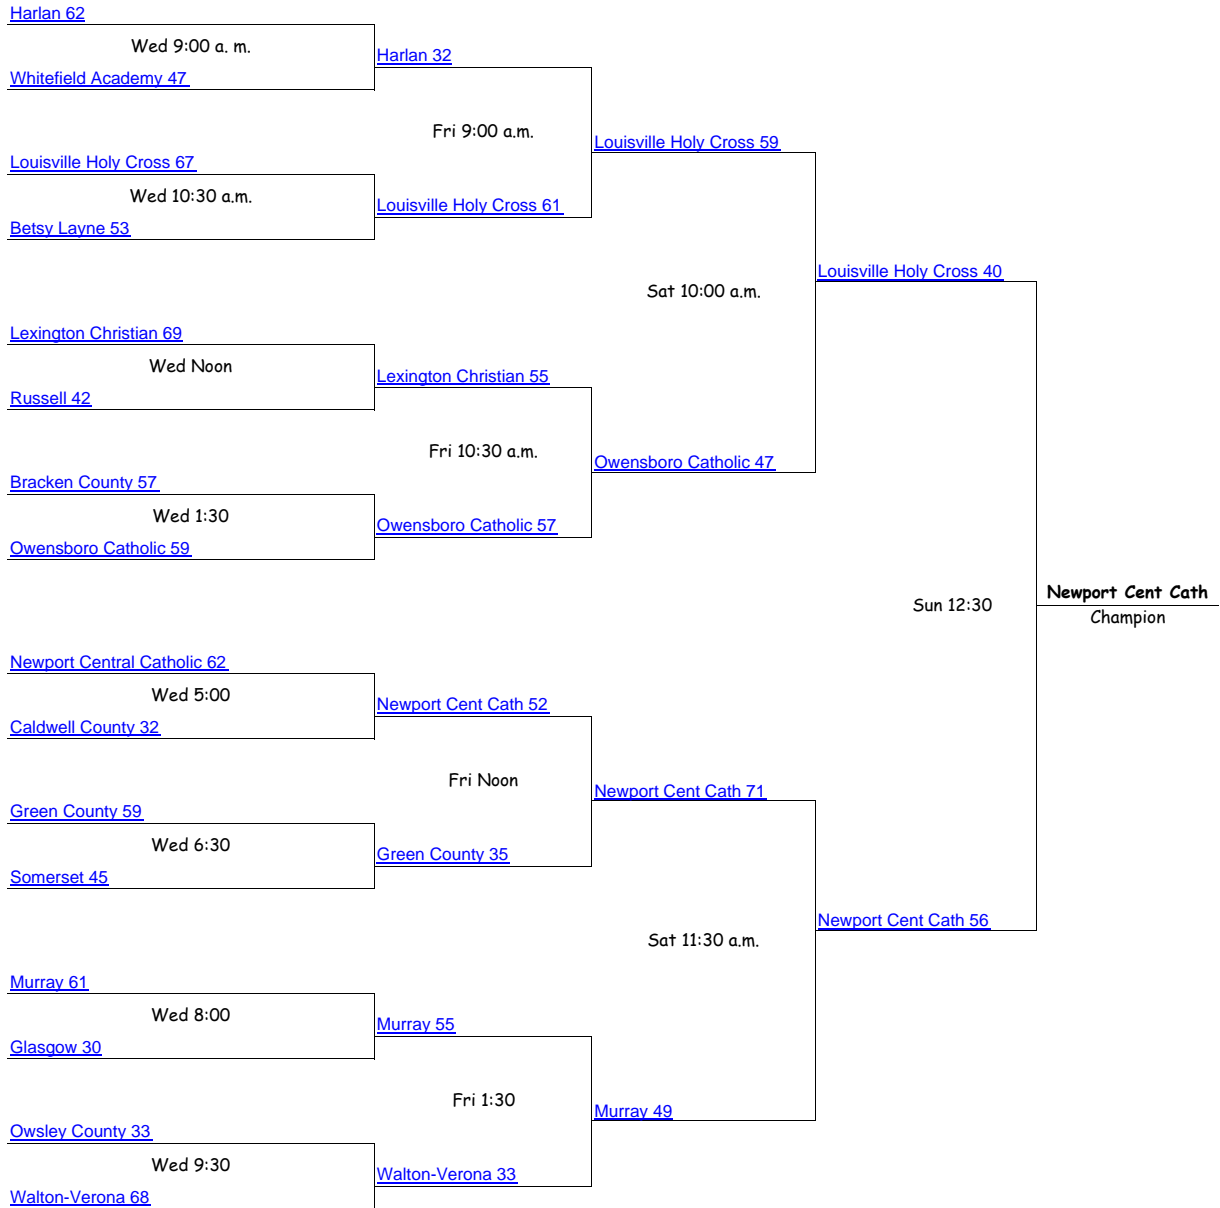 Harlan 62
Wed 9:00 a. m.
Harlan 32
Whitefield Academy 47
Fri 9:00 a.m.
Louisville Holy Cross 59
Louisville Holy Cross 67
Wed 10:30 a.m.
Louisville Holy Cross 61
Betsy Layne 53
Louisville Holy Cross 40
Sat 10:00 a.m.
Lexington Christian 69
Wed Noon
Lexington Christian 55
Russell 42
Fri 10:30 a.m.
Owensboro Catholic 47
Bracken County 57
Wed 1:30
Owensboro Catholic 57
Owensboro Catholic 59
Newport Cent Cath
Sun 12:30
Champion
Newport Central Catholic 62
Wed 5:00
Newport Cent Cath 52
Caldwell County 32
Fri Noon
Newport Cent Cath 71
Green County 59
Wed 6:30
Green County 35
Somerset 45
Newport Cent Cath 56
Sat 11:30 a.m.
Murray 61
Wed 8:00
Murray 55
Glasgow 30
Fri 1:30
Murray 49
Owsley County 33
Wed 9:30
Walton-Verona 33
Walton-Verona 68